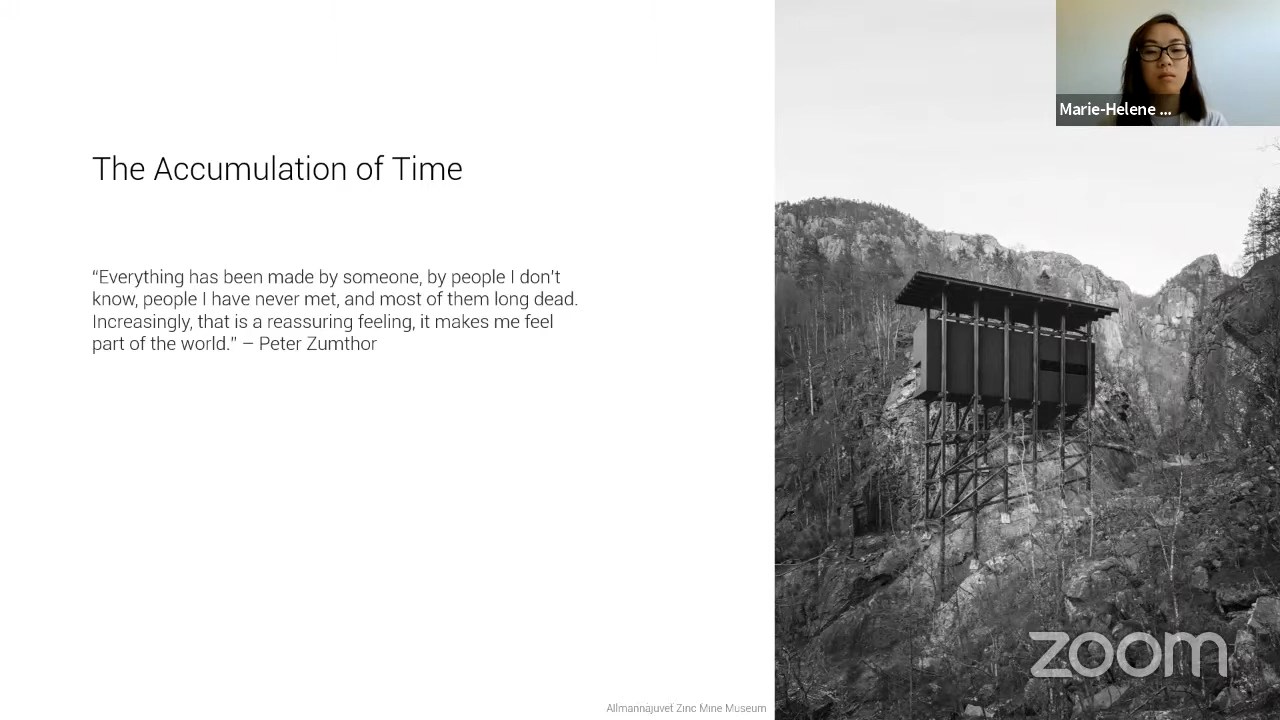 Marie-Helene ...
The Accumulation of Time
“Everything has been made by someone, by people I don't
know, people I have never met, and most of them long dead.
Increasingly, that is a reassuring feeling, it makes me feel
part of the world.” – Peter Zumthor
zoom
Allmannajuvet Zinc Mine Museum